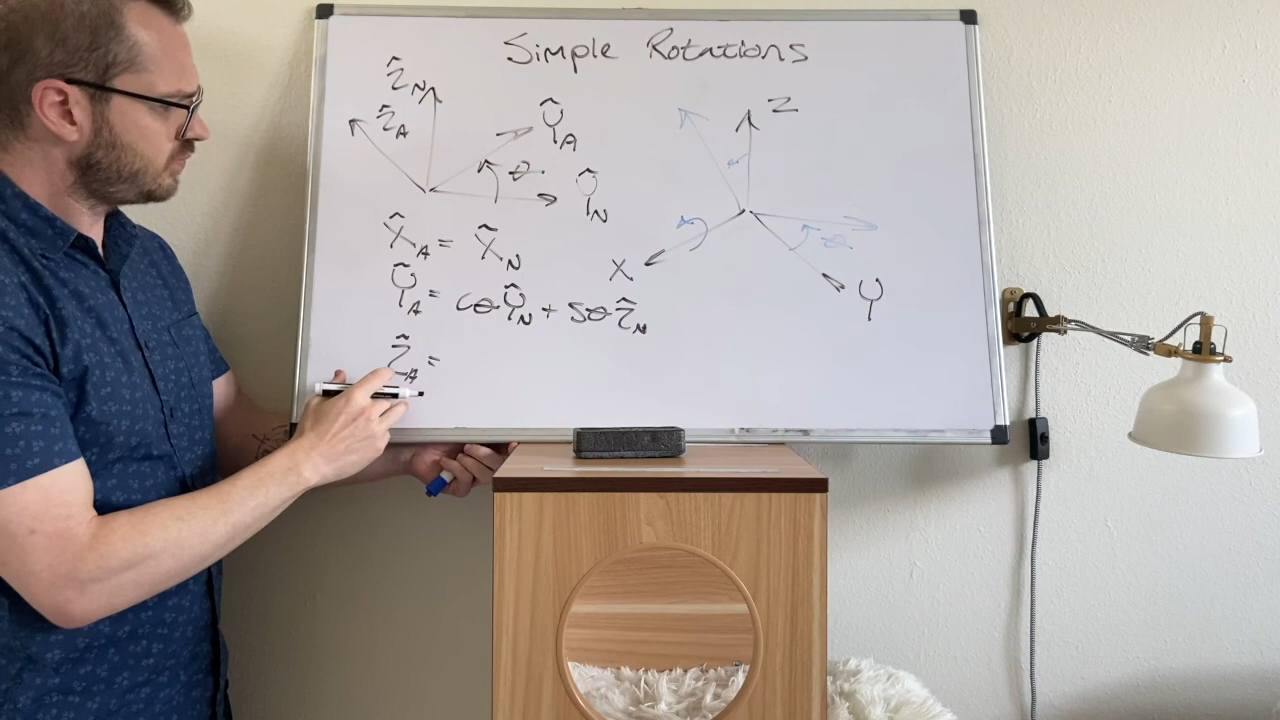 Simple Rotations
Ẑ_N
Ẑ_A
Ŷ_A
θ
Ŷ_N
X̂_A = X̂_N
Ŷ_A = cθ Ŷ_N + sθ Ẑ_N
Ẑ_A =
Z
θ
X
Y